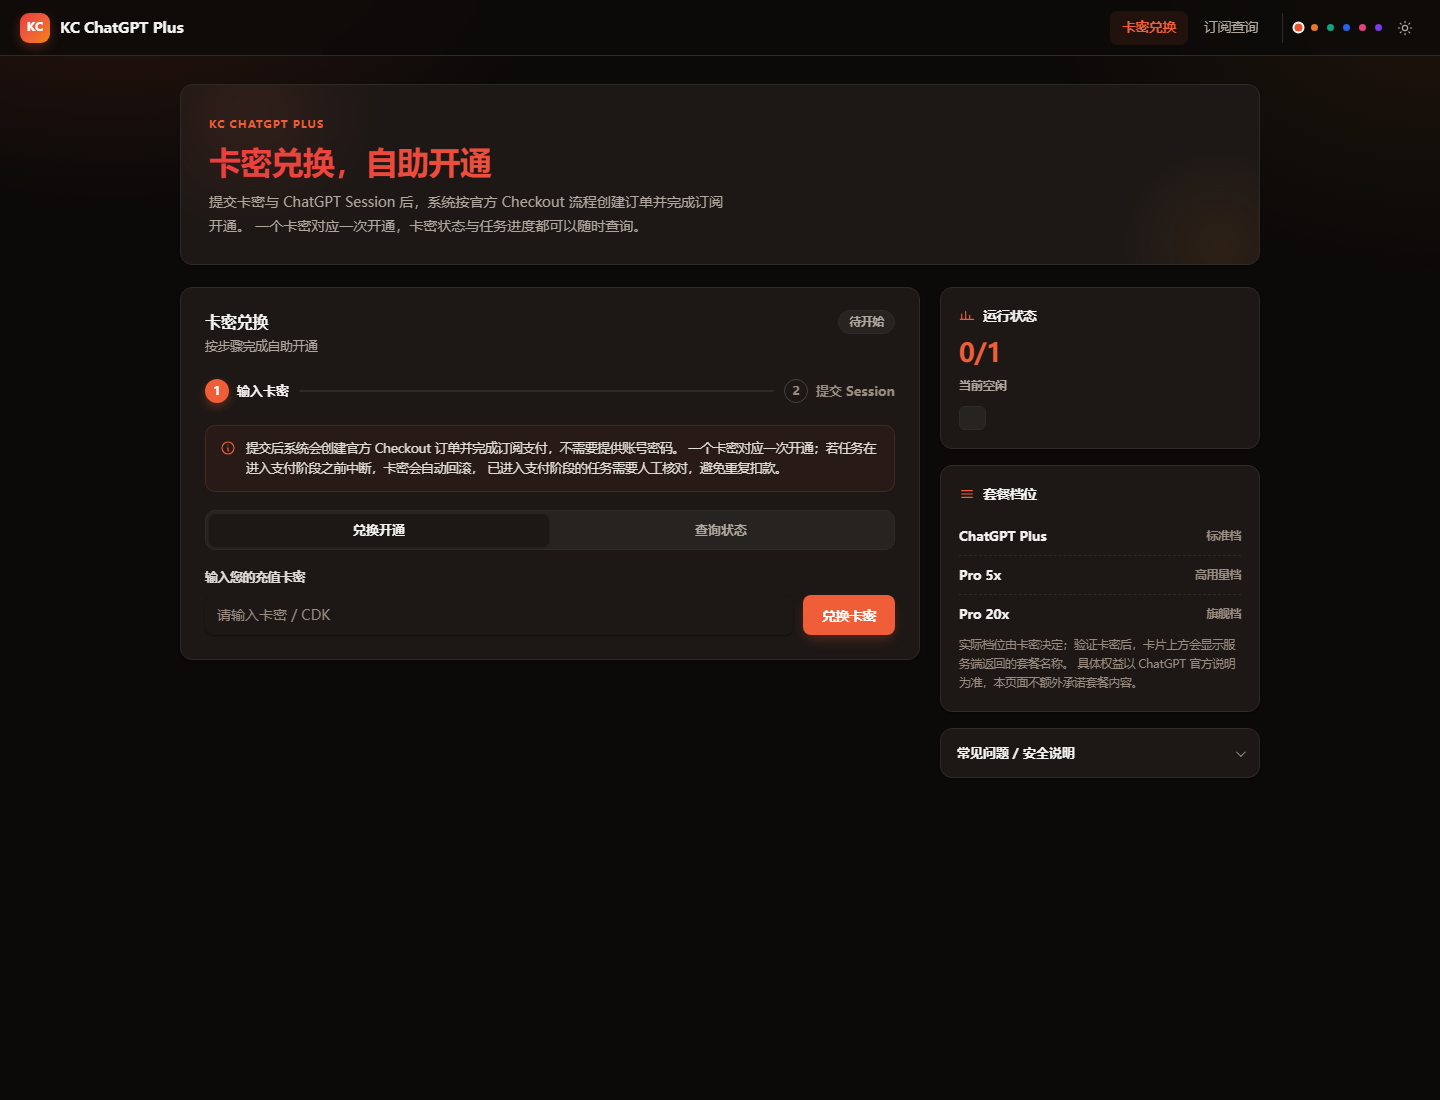 KC
KC ChatGPT Plus
卡密兑换
订阅查询
KC CHATGPT PLUS
卡密兑换，自助开通
提交卡密与 ChatGPT Session 后，系统按官方 Checkout 流程创建订单并完成订阅
开通。 一个卡密对应一次开通，卡密状态与任务进度都可以随时查询。
卡密兑换
待开始
按步骤完成自助开通
1
输入卡密
2
提交 Session
提交后系统会创建官方 Checkout 订单并完成订阅支付，不需要提供账号密码。 一个卡密对应一次开通；若任务在
进入支付阶段之前中断，卡密会自动回滚， 已进入支付阶段的任务需要人工核对，避免重复扣款。
兑换开通
查询状态
输入您的充值卡密
请输入卡密 / CDK
兑换卡密
运行状态
0/1
当前空闲
套餐档位
ChatGPT Plus
标准档
Pro 5x
高用量档
Pro 20x
旗舰档
实际档位由卡密决定；验证卡密后，卡片上方会显示服
务端返回的套餐名称。 具体权益以 ChatGPT 官方说明
为准，本页面不额外承诺套餐内容。
常见问题 / 安全说明